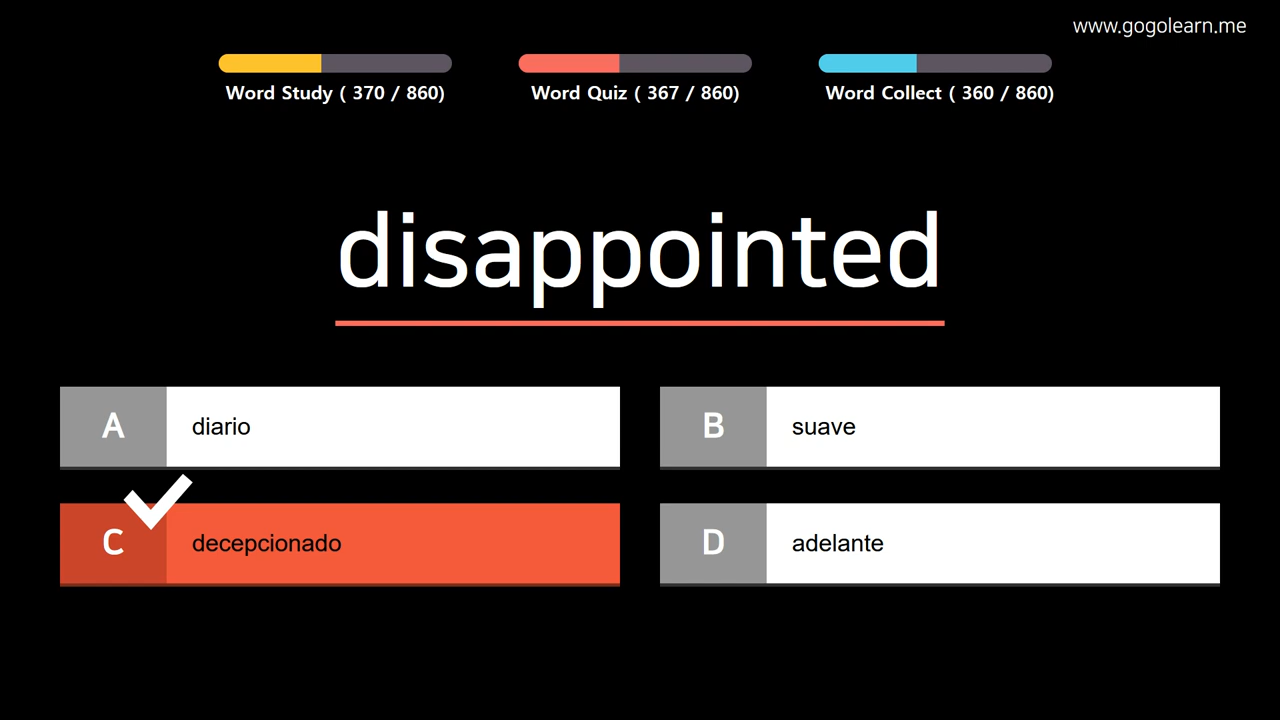 www.gogolearn.me
Word Study ( 370 / 860)
Word Quiz ( 367 / 860)
Word Collect ( 360 / 860)
disappointed
A diario
B suave
C decepcionado
D adelante